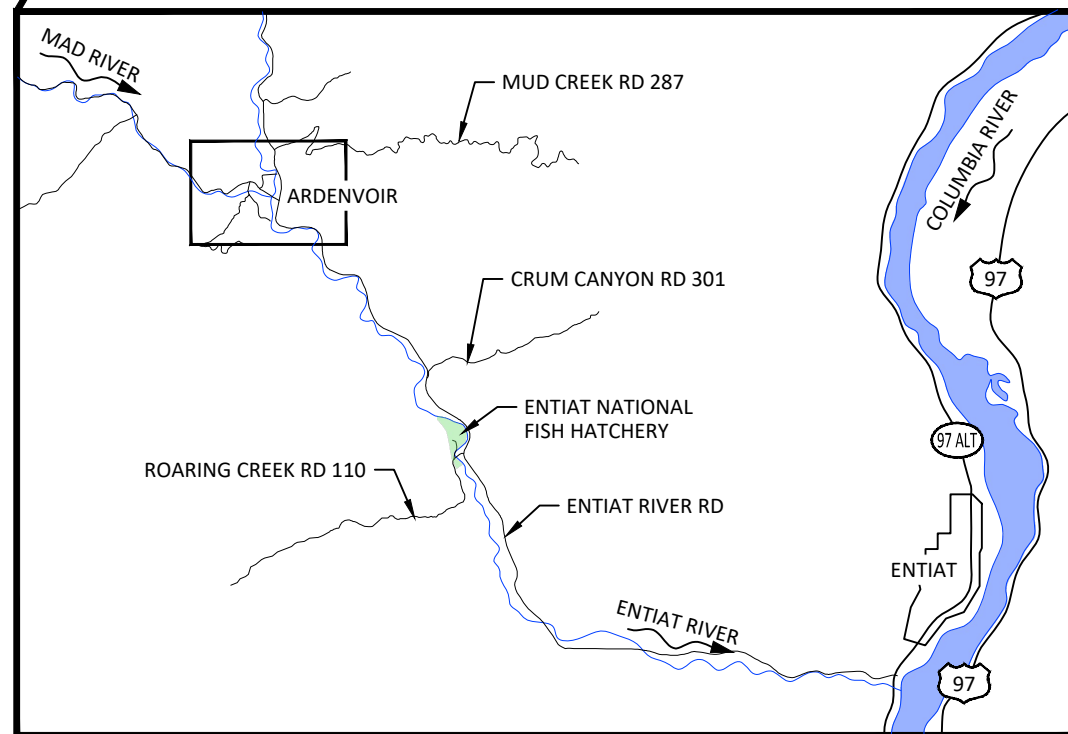 MAD RIVER
MUD CREEK RD 287
COLUMBIA RIVER
ARDENVOIR
97
CRUM CANYON RD 301
ENTIAT NATIONAL
FISH HATCHERY
97 ALT
ROARING CREEK RD 110
ENTIAT RIVER RD
ENTIAT
ENTIAT RIVER
97